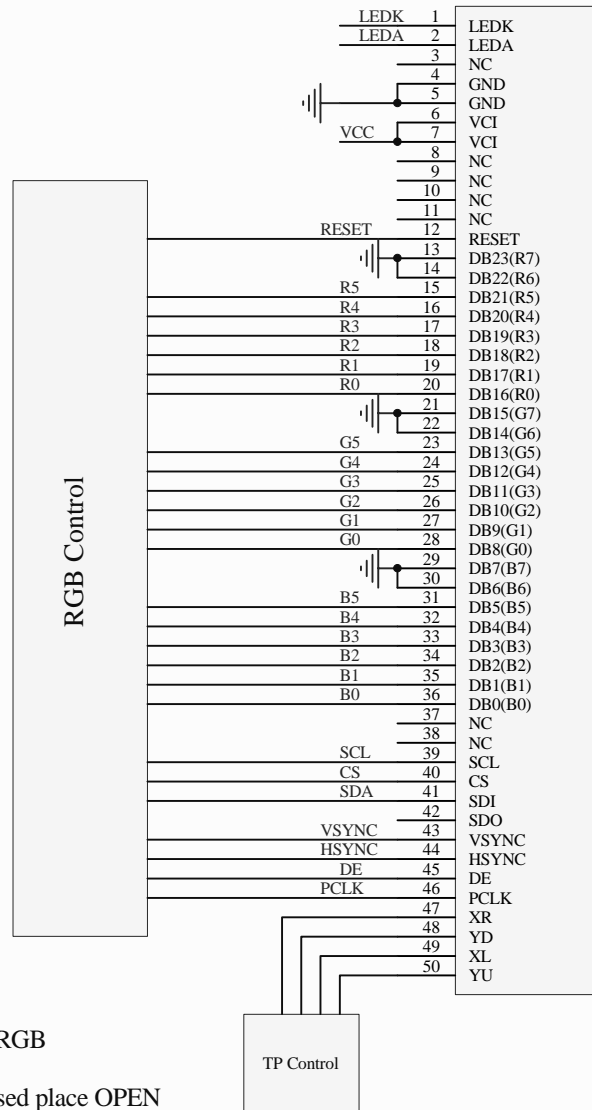 LEDK 1 LEDK
LEDA 2 LEDA
3 NC
4 GND
5 GND
6 VCI
VCC 7 VCI
8 NC
9 NC
10 NC
11 NC
RESET 12 RESET
13 DB23(R7)
14 DB22(R6)
R5 15 DB21(R5)
R4 16 DB20(R4)
R3 17 DB19(R3)
R2 18 DB18(R2)
R1 19 DB17(R1)
R0 20 DB16(R0)
21 DB15(G7)
22 DB14(G6)
G5 23 DB13(G5)
G4 24 DB12(G4)
G3 25 DB11(G3)
G2 26 DB10(G2)
G1 27 DB9(G1)
G0 28 DB8(G0)
29 DB7(B7)
30 DB6(B6)
B5 31 DB5(B5)
B4 32 DB4(B4)
B3 33 DB3(B3)
B2 34 DB2(B2)
B1 35 DB1(B1)
B0 36 DB0(B0)
37 NC
38 NC
SCL 39 SCL
CS 40 CS
SDA 41 SDI
42 SDO
VSYNC 43 VSYNC
HSYNC 44 HSYNC
DE 45 DE
PCLK 46 PCLK
47 XR
48 YD
49 XL
50 YU
RGB Control
TP Control
RGB
sed place OPEN